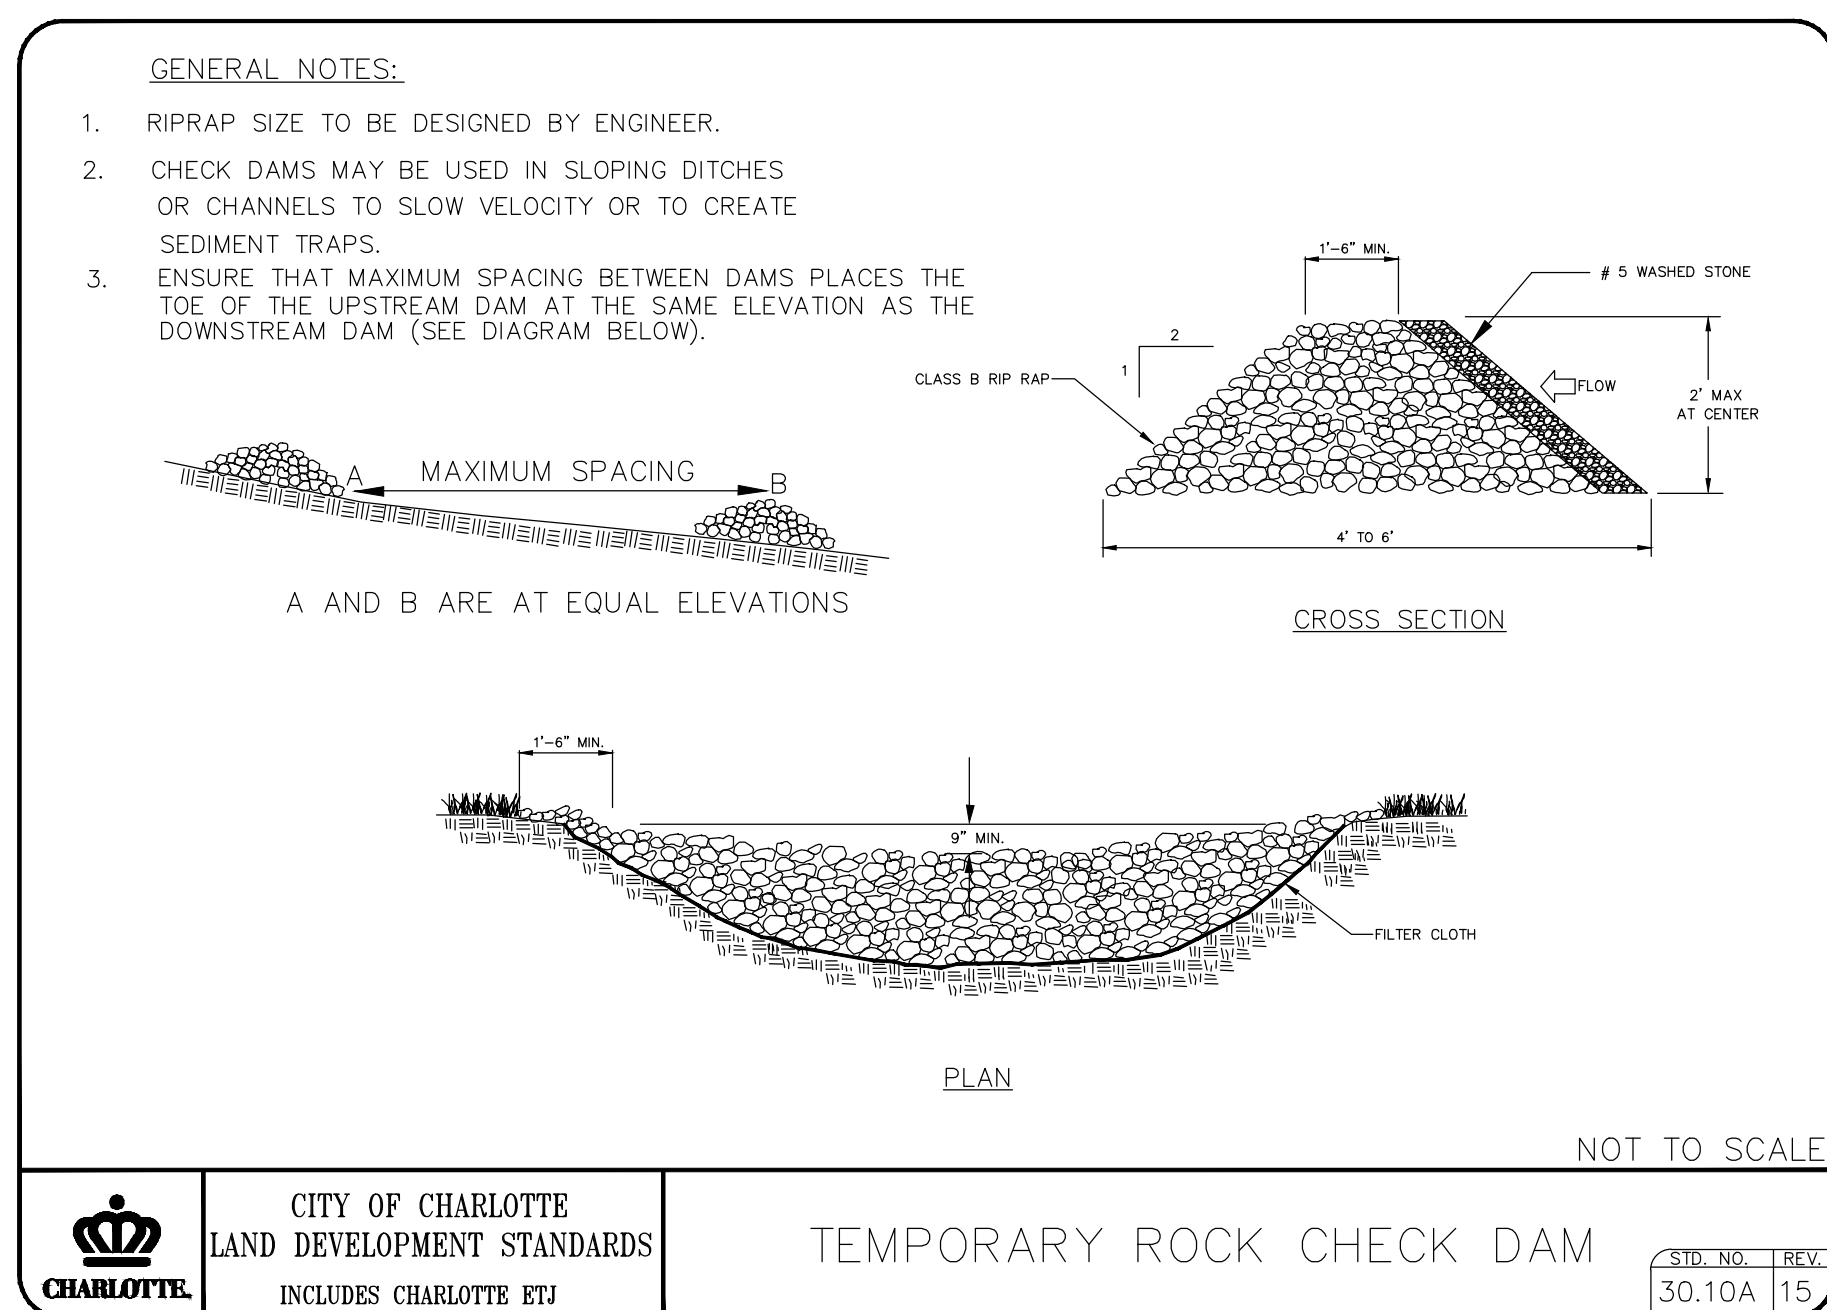 GENERAL NOTES:
1. RIPRAP SIZE TO BE DESIGNED BY ENGINEER.
2. CHECK DAMS MAY BE USED IN SLOPING DITCHES
OR CHANNELS TO SLOW VELOCITY OR TO CREATE
SEDIMENT TRAPS.
3. ENSURE THAT MAXIMUM SPACING BETWEEN DAMS PLACES THE
TOE OF THE UPSTREAM DAM AT THE SAME ELEVATION AS THE
DOWNSTREAM DAM (SEE DIAGRAM BELOW).
A MAXIMUM SPACING B
A AND B ARE AT EQUAL ELEVATIONS
1'-6" MIN.
# 5 WASHED STONE
2
1
CLASS B RIP RAP
FLOW
2' MAX
AT CENTER
4' TO 6'
CROSS SECTION
1'-6" MIN.
9" MIN.
FILTER CLOTH
PLAN
NOT TO SCALE
CHARLOTTE
CITY OF CHARLOTTE
LAND DEVELOPMENT STANDARDS
INCLUDES CHARLOTTE ETJ
TEMPORARY ROCK CHECK DAM
STD. NO. REV.
30.10A 15